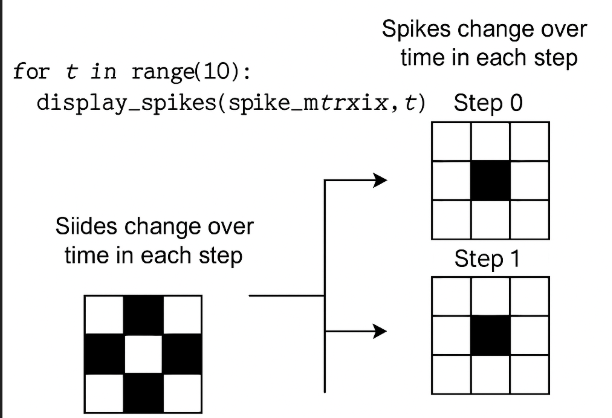 Spikes change over
time in each step
for t in range(10):
display_spikes(spike_mtrxix, t)
Step 0
Siides change over
time in each step
Step 1